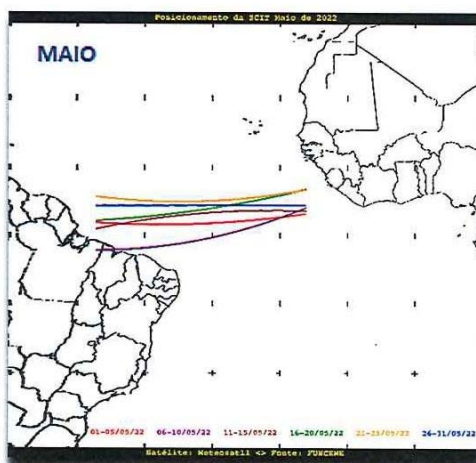 Posicionamento da ZCIT Maio de 2022
MAIO
01-05/05/22 06-10/05/22 11-15/05/22 16-20/05/22 21-25/05/22 26-31/05/22
Satélite: Meteosat11 <> Fonte: FUNCEME